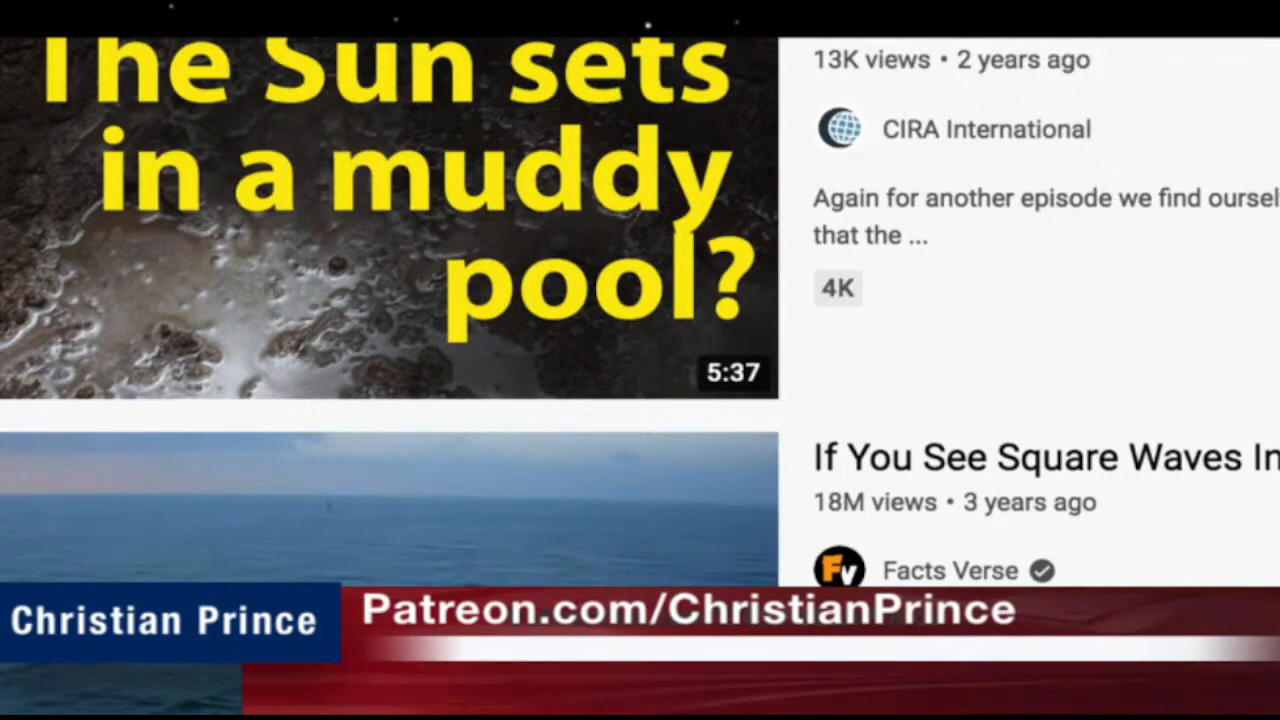 The Sun sets
in a muddy
pool?
5:37
13K views • 2 years ago
CIRA International
Again for another episode we find oursel
that the ...
4K
If You See Square Waves In
18M views • 3 years ago
Fv
Facts Verse
Christian Prince
Patreon.com/ChristianPrince